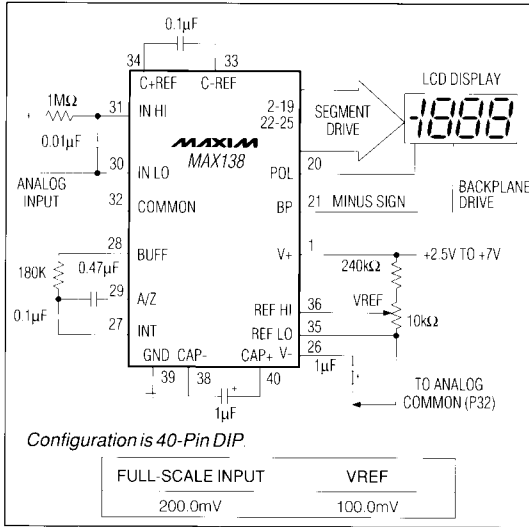 0.1µF
34
33
C+REF
C-REF
1MΩ
31
IN HI
0.01µF
30
IN LO
ANALOG
INPUT
32
COMMON
28
BUFF
180K
0.47µF
29
A/Z
0.1µF
27
INT
MAXIM
MAX138
2-19
22-25
SEGMENT
DRIVE
LCD DISPLAY
-1888
POL
20
BP
21
MINUS SIGN
BACKPLANE
DRIVE
V+
1
+2.5V TO +7V
240kΩ
REF HI
36
VREF
10kΩ
REF LO
35
V-
26
1µF
TO ANALOG
COMMON (P32)
GND
CAP-
CAP+
39
38
40
1µF
Configuration is 40-Pin DIP.
FULL-SCALE INPUT
VREF
200.0mV
100.0mV